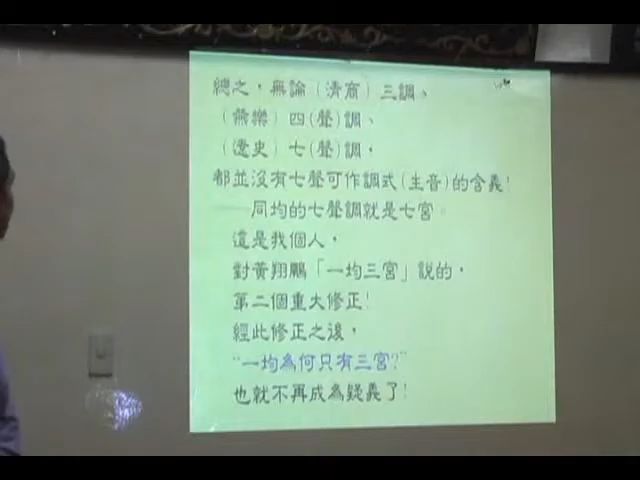 總之，無論（清商）三調、
（燕樂）四（聲）調、
（遼史）七（聲）調，
都並沒有七聲可作調式（主音）的含義！
——同均的七聲調就是七宮。
這是我個人，
對黃翔鵬「一均三宮」說的，
第二個重大修正！
經此修正之後，
“一均為何只有三宮？”
也就不再成為疑義了！